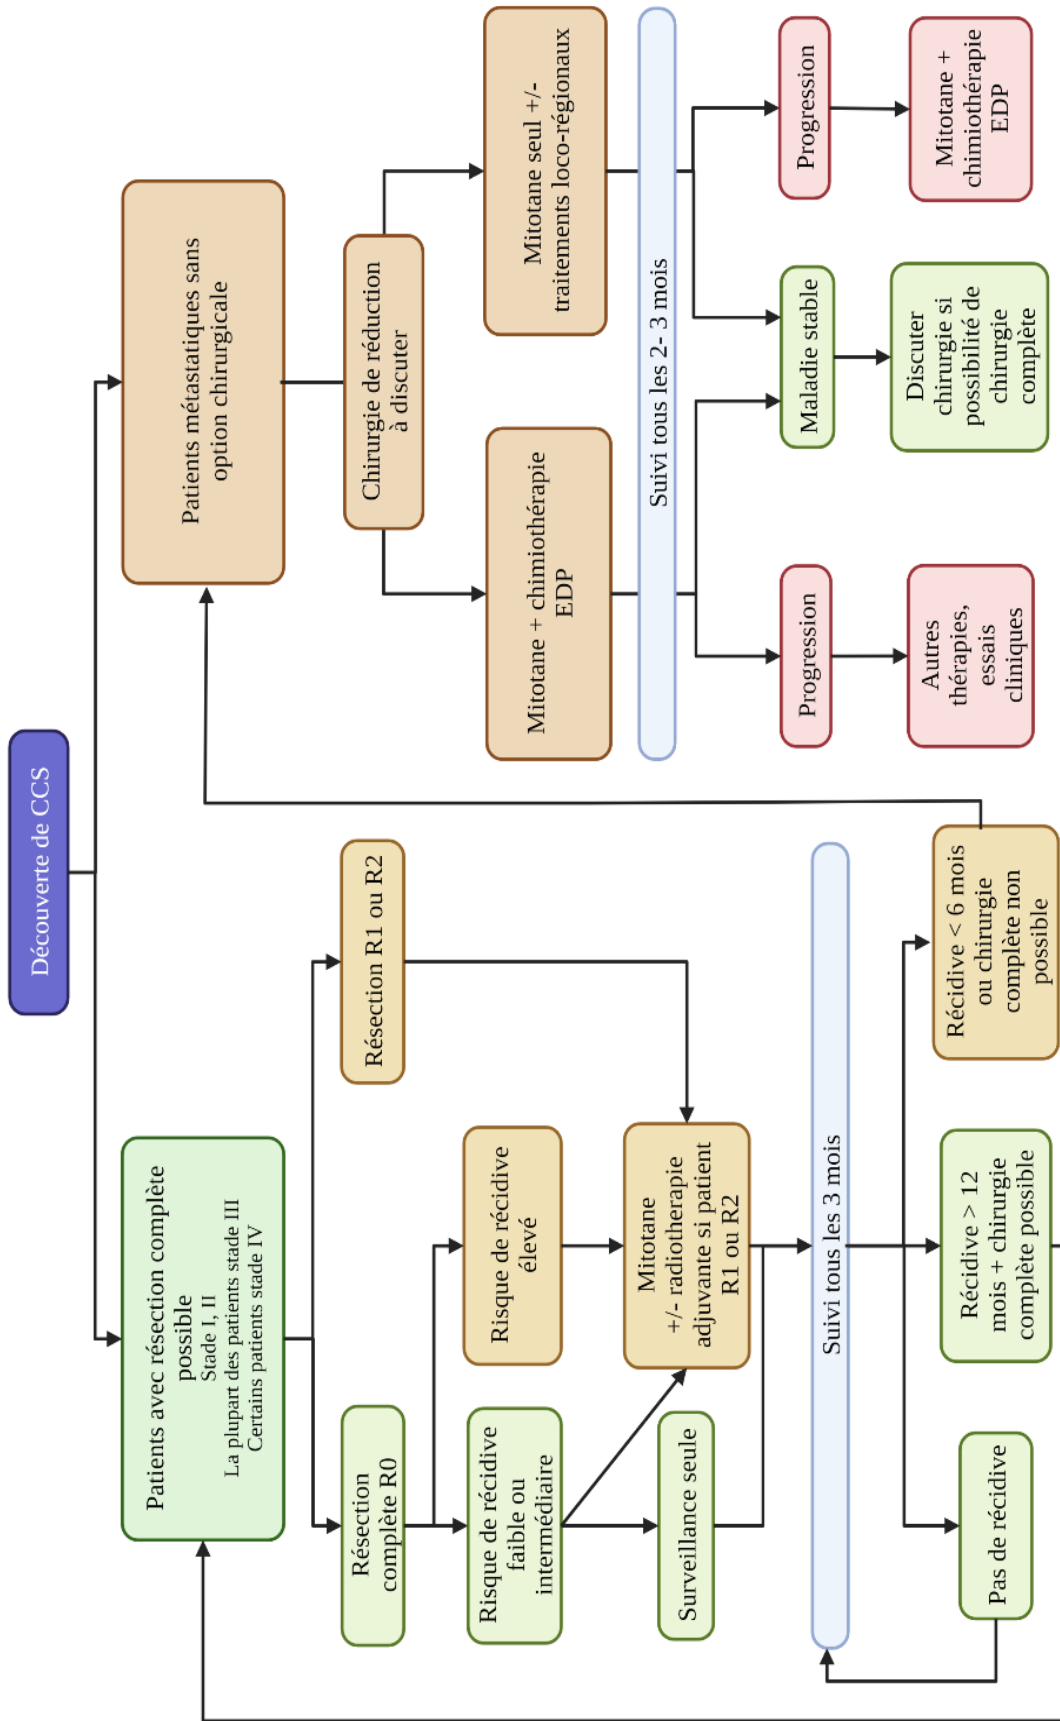 Découverte de CCS
Patients avec résection complète
possible
Stade I, II
La plupart des patients stade III
Certains patients stade IV
Patients métastatiques sans
option chirurgicale
Résection
complète R0
Résection R1 ou R2
Chirurgie de réduction
à discuter
Risque de récidive
faible ou
intermédiaire
Risque de récidive
élevé
Mitotane + chimiothérapie
EDP
Mitotane seul +/-
traitements loco-régionaux
Surveillance seule
Mitotane
+/- radiotherapie
adjuvante si patient
R1 ou R2
Suivi tous les 2- 3 mois
Suivi tous les 3 mois
Progression
Maladie stable
Progression
Pas de récidive
Récidive > 12
mois + chirurgie
complète possible
Récidive < 6 mois
ou chirurgie
complète non
possible
Autres
thérapies,
essais
cliniques
Discuter
chirurgie si
possibilité de
chirurgie
complète
Mitotane +
chimiothérapie
EDP